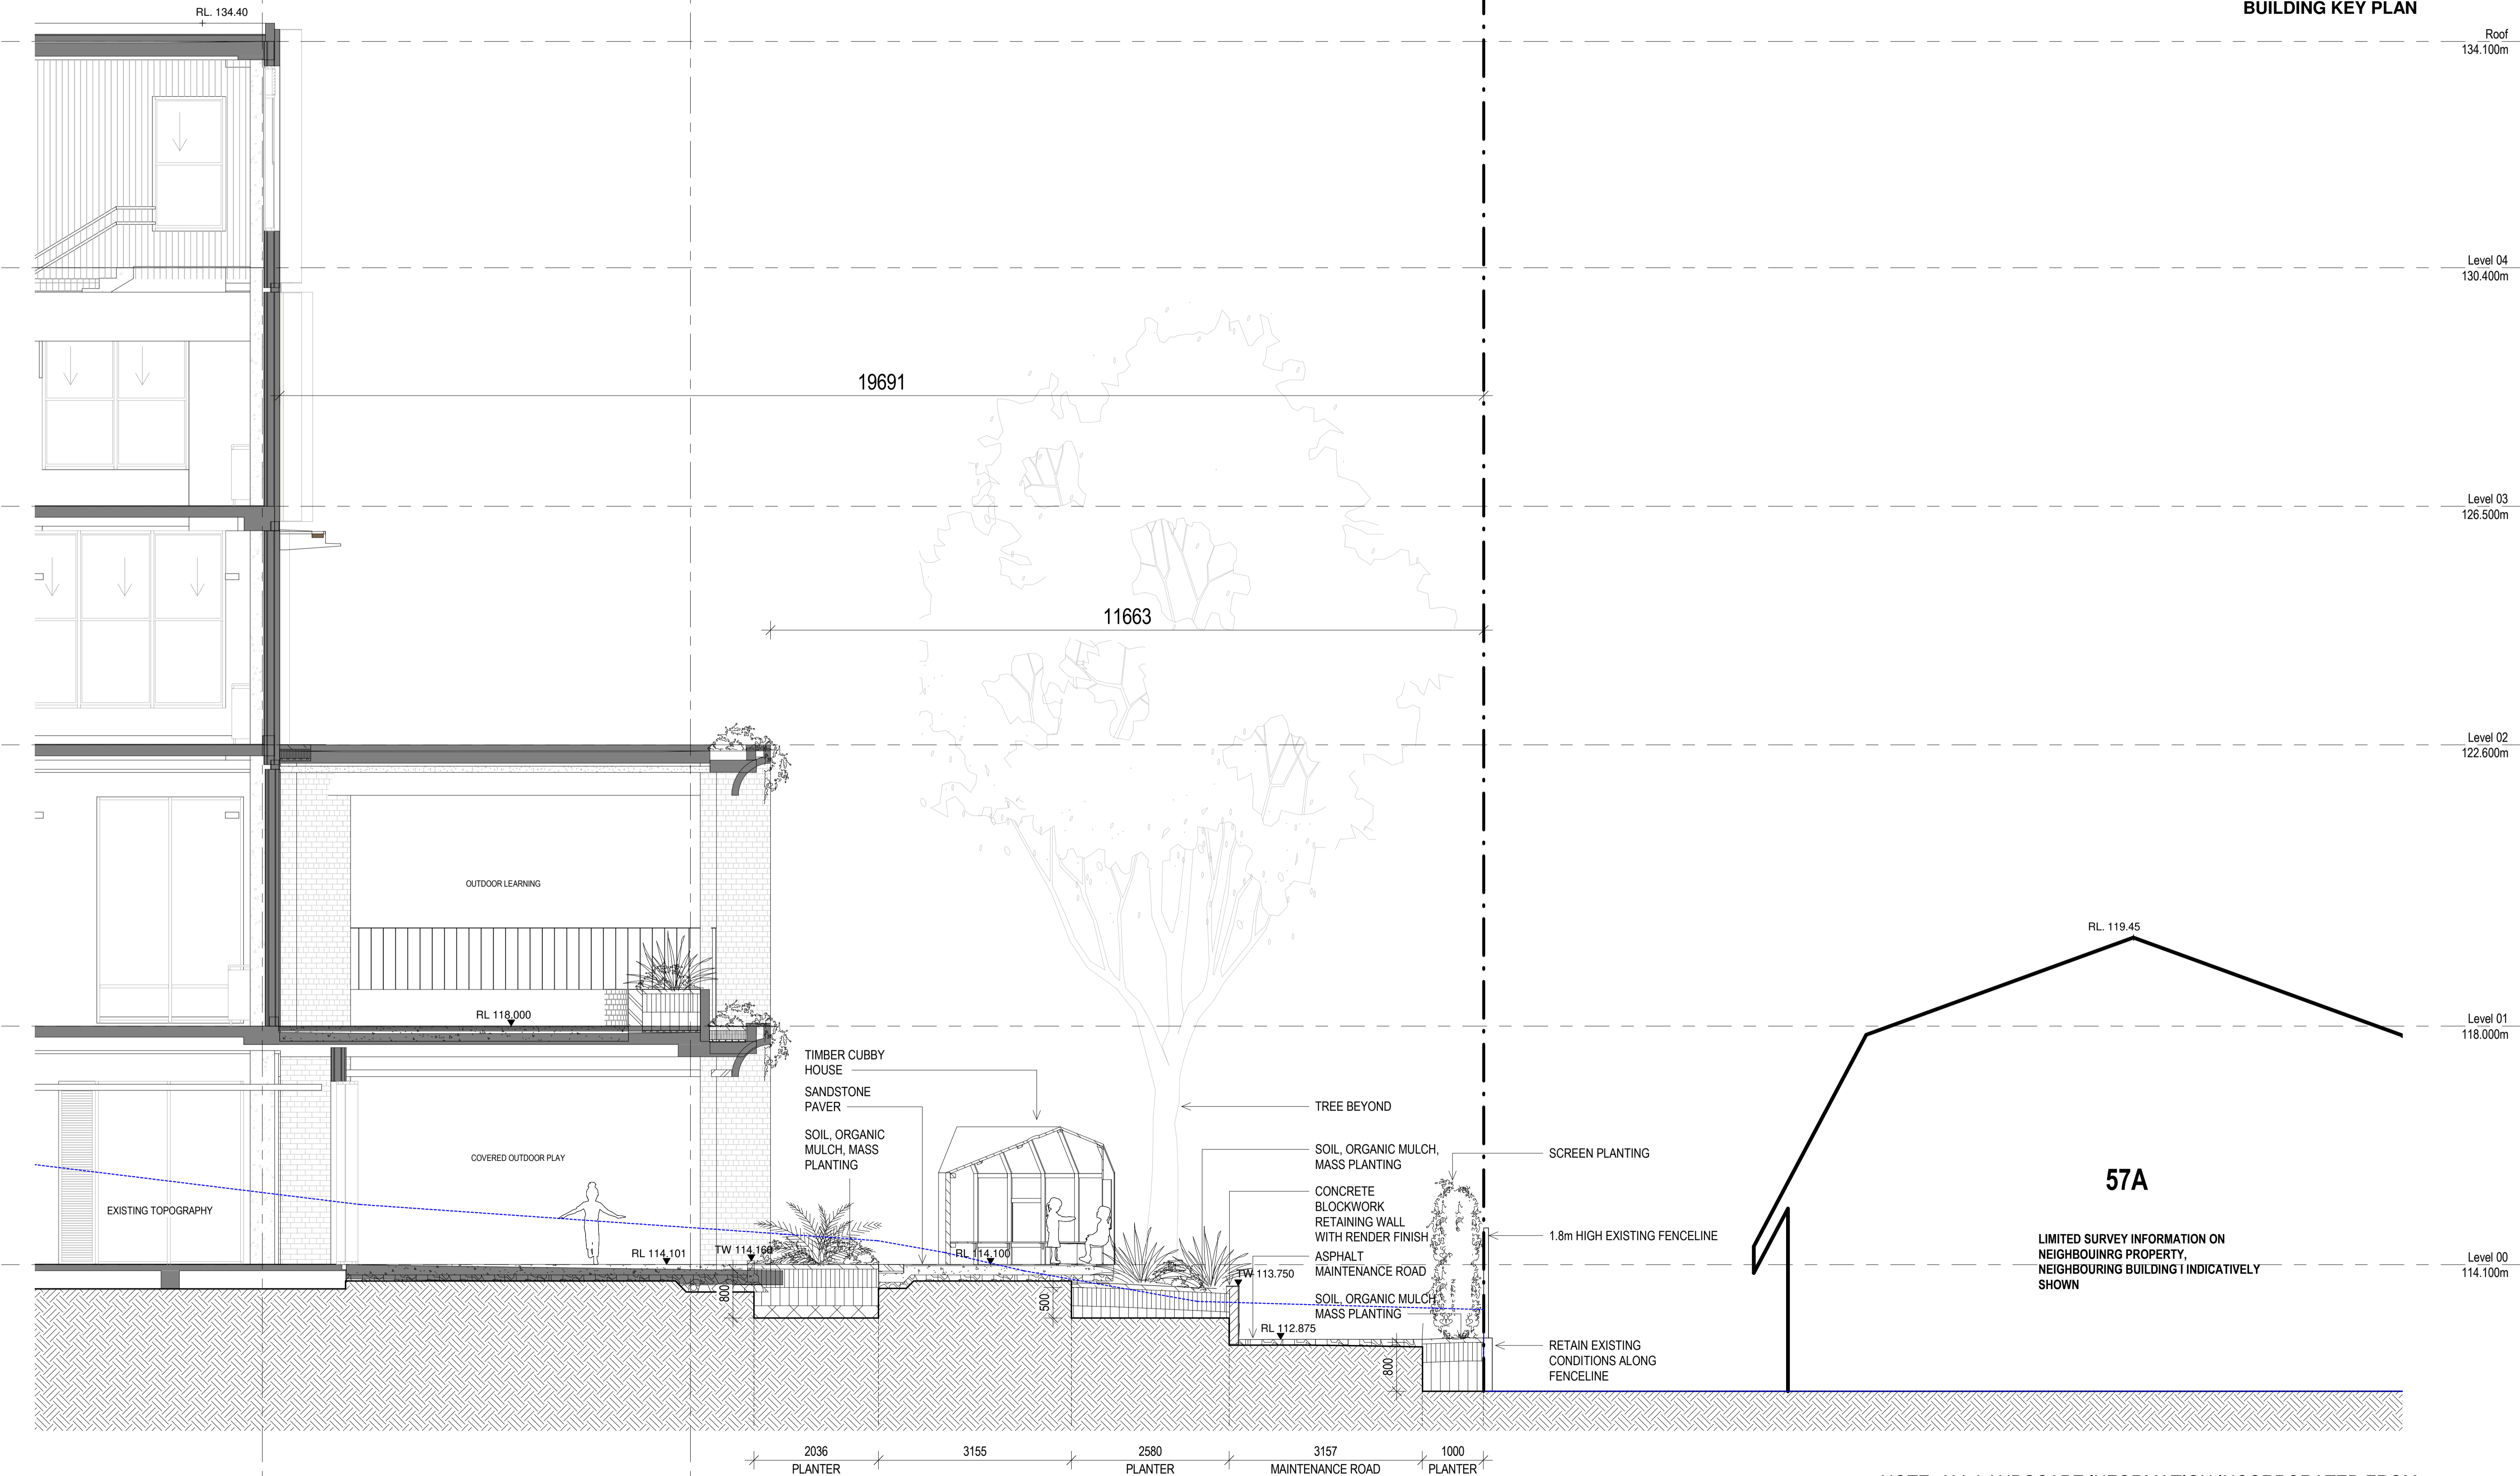 BUILDING KEY PLAN
RL. 134.40
Roof
134.100m
Level 04
130.400m
19691
Level 03
126.500m
11663
Level 02
122.600m
OUTDOOR LEARNING
RL. 119.45
RL 118.000
Level 01
118.000m
TIMBER CUBBY
HOUSE
SANDSTONE
PAVER
SOIL, ORGANIC
MULCH, MASS
PLANTING
TREE BEYOND
SOIL, ORGANIC MULCH,
MASS PLANTING
CONCRETE
BLOCKWORK
RETAINING WALL
WITH RENDER FINISH
ASPHALT
MAINTENANCE ROAD
SOIL, ORGANIC MULCH,
MASS PLANTING
SCREEN PLANTING
1.8m HIGH EXISTING FENCELINE
RETAIN EXISTING
CONDITIONS ALONG
FENCELINE
COVERED OUTDOOR PLAY
EXISTING TOPOGRAPHY
57A
LIMITED SURVEY INFORMATION ON
NEIGHBOUINRG PROPERTY,
NEIGHBOURING BUILDING I INDICATIVELY
SHOWN
Level 00
114.100m
RL 114.101
TW 114.160
RL 114.100
TW 113.750
RL 112.875
800
500
800
2036
PLANTER
3155
2580
PLANTER
3157
MAINTENANCE ROAD
1000
PLANTER